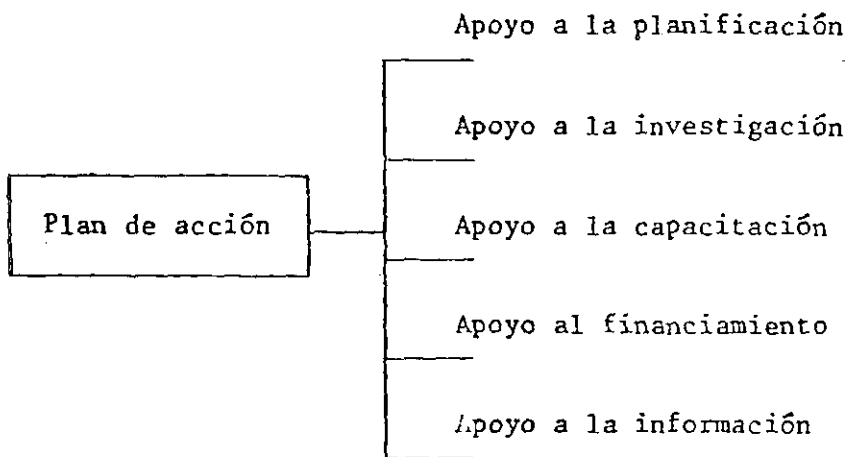 Apoyo a la planificación
Apoyo a la investigación
Plan de acción
Apoyo a la capacitación
Apoyo al financiamiento
Apoyo a la información